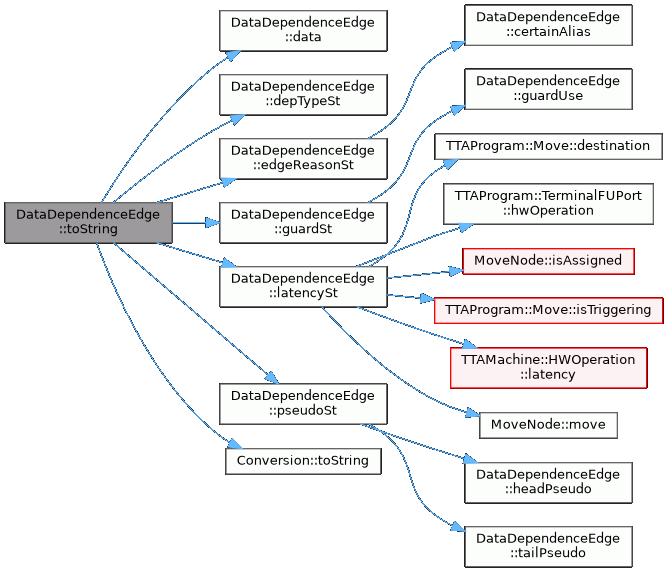 DataDependenceEdge
::toString
DataDependenceEdge
::data
DataDependenceEdge
::depTypeSt
DataDependenceEdge
::edgeReasonSt
DataDependenceEdge
::guardSt
DataDependenceEdge
::latencySt
DataDependenceEdge
::pseudoSt
Conversion::toString
DataDependenceEdge
::certainAlias
DataDependenceEdge
::guardUse
TTAProgram::Move::destination
TTAProgram::TerminalFUPort
::hwOperation
MoveNode::isAssigned
TTAProgram::Move::isTriggering
TTAMachine::HWOperation
::latency
MoveNode::move
DataDependenceEdge
::headPseudo
DataDependenceEdge
::tailPseudo